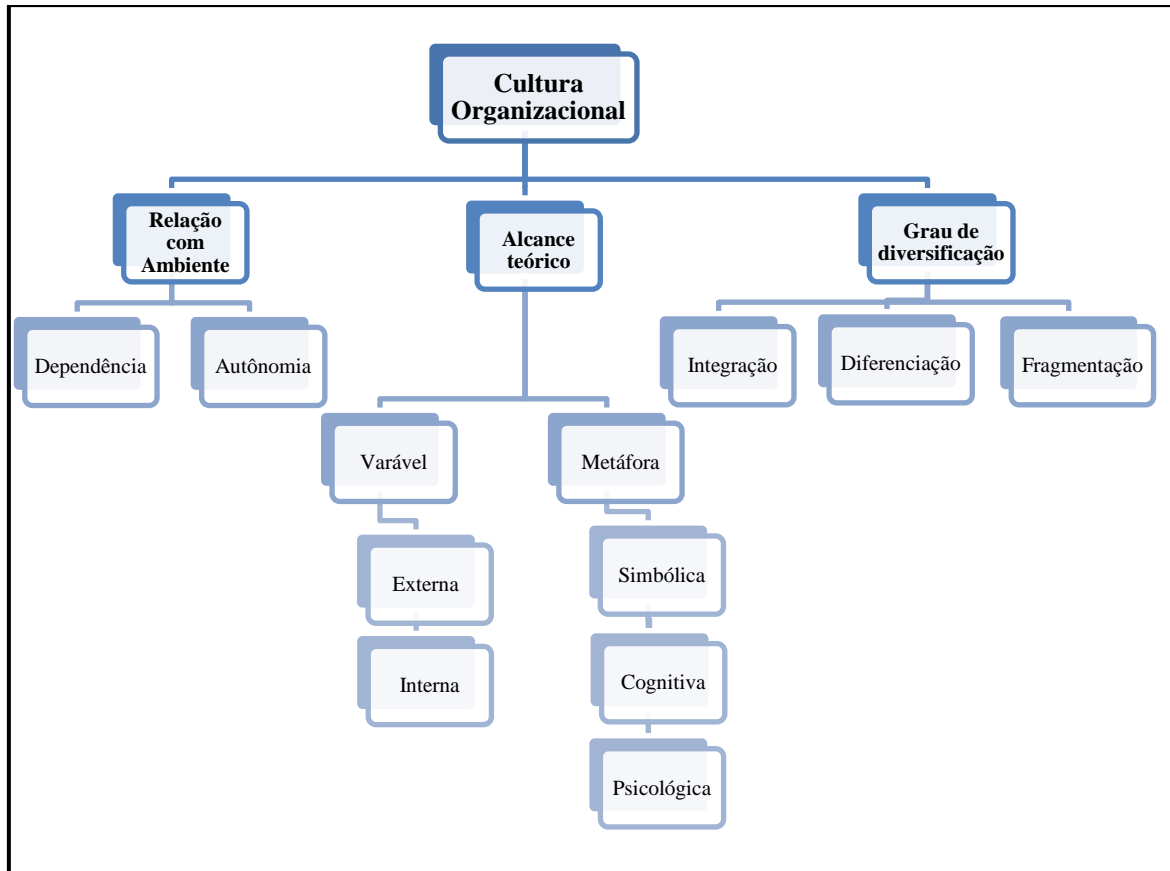 Cultura
Organizacional
Relação
com
Ambiente
Alcance
teórico
Grau de
diversificação
Dependência
Autônomia
Integração
Diferenciação
Fragmentação
Varável
Metáfora
Externa
Simbólica
Interna
Cognitiva
Psicológica